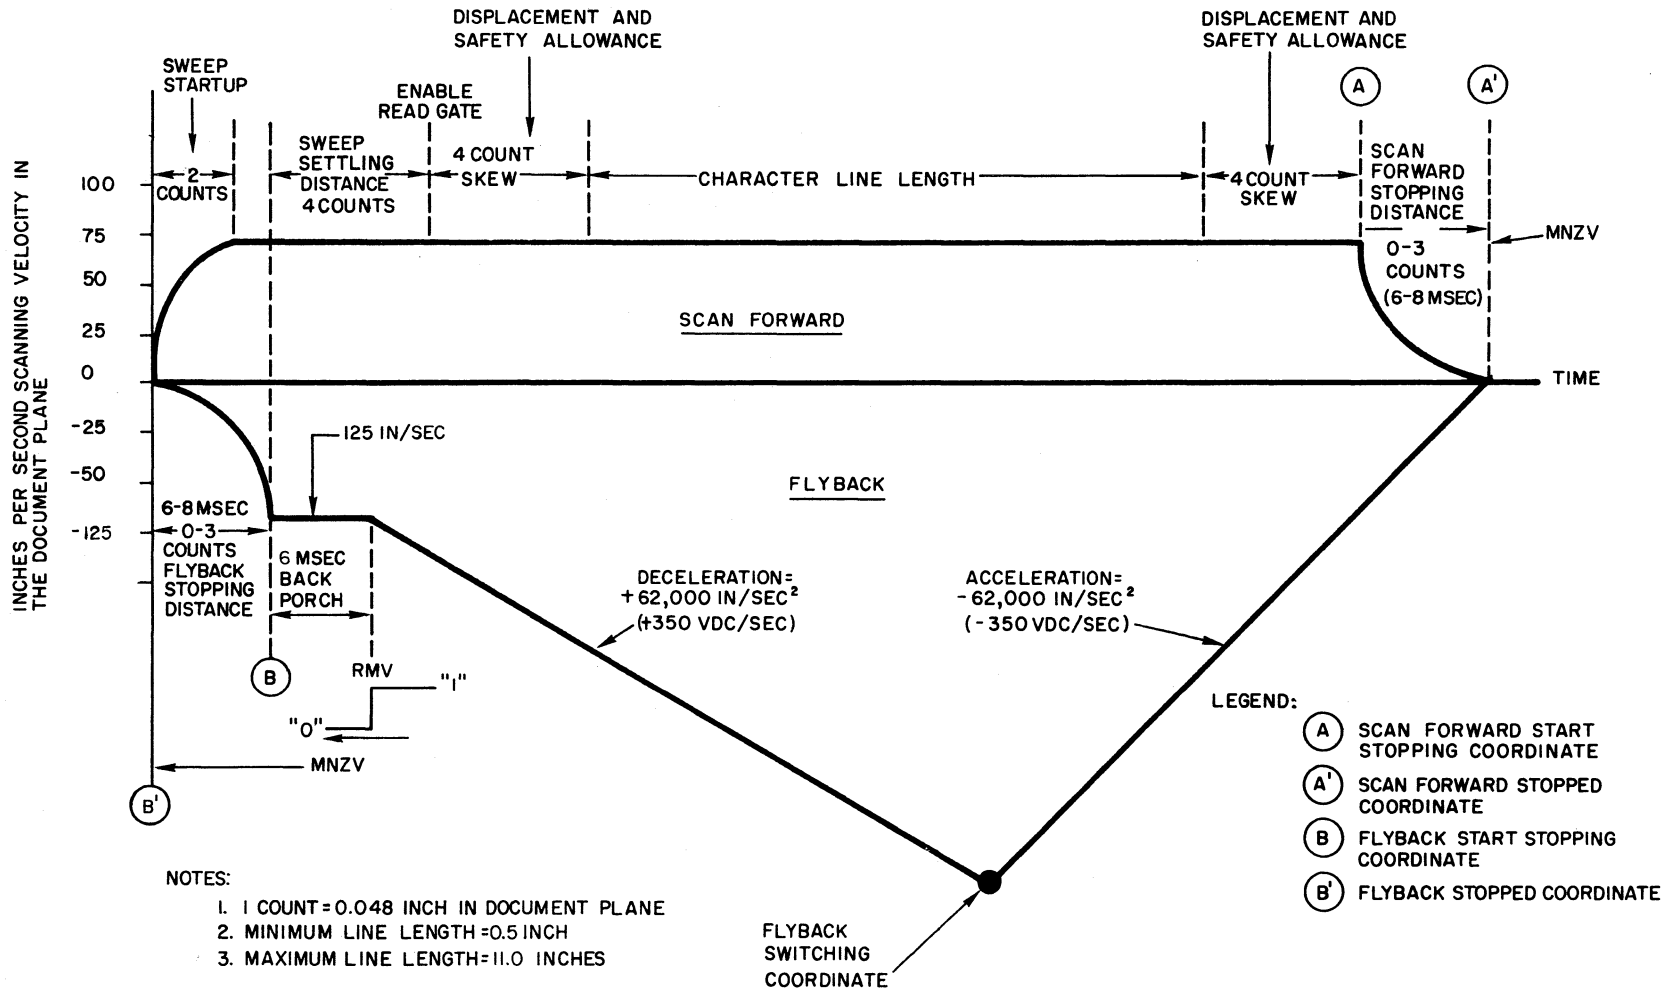 DISPLACEMENT AND
SAFETY ALLOWANCE
DISPLACEMENT AND
SAFETY ALLOWANCE
SWEEP
STARTUP
ENABLE
READ GATE
A
A'
2
COUNTS
SWEEP
SETTLING
DISTANCE
4 COUNTS
4 COUNT
SKEW
CHARACTER LINE LENGTH
4 COUNT
SKEW
SCAN
FORWARD
STOPPING
DISTANCE
0-3
COUNTS
(6-8 MSEC)
MNZV
INCHES PER SECOND SCANNING VELOCITY IN
THE DOCUMENT PLANE
100
75
50
25
0
-25
-50
-125
SCAN FORWARD
TIME
125 IN/SEC
FLYBACK
6-8 MSEC
0-3
COUNTS
FLYBACK
STOPPING
DISTANCE
6 MSEC
BACK
PORCH
DECELERATION=
+62,000 IN/SEC²
(+350 VDC/SEC)
ACCELERATION=
-62,000 IN/SEC²
(-350 VDC/SEC)
B
RMV
"1"
"0"
MNZV
B'
LEGEND:
A SCAN FORWARD START
STOPPING COORDINATE
A' SCAN FORWARD STOPPED
COORDINATE
B FLYBACK START STOPPING
COORDINATE
B' FLYBACK STOPPED COORDINATE
FLYBACK
SWITCHING
COORDINATE
NOTES:
1. 1 COUNT=0.048 INCH IN DOCUMENT PLANE
2. MINIMUM LINE LENGTH=0.5 INCH
3. MAXIMUM LINE LENGTH=11.0 INCHES